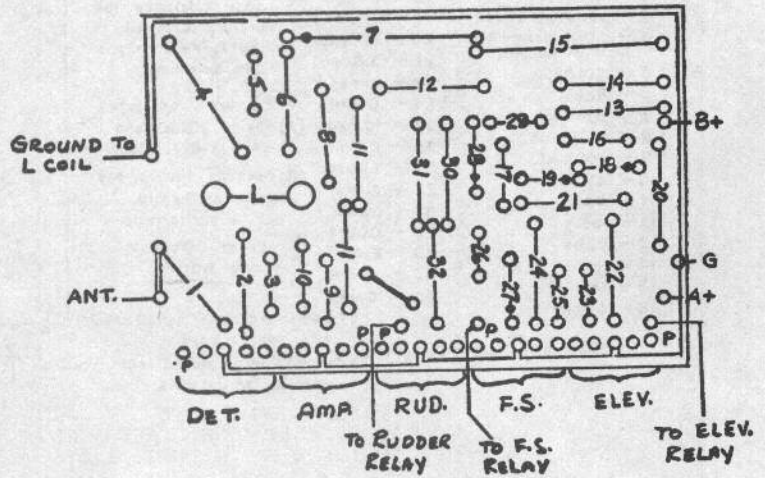 7
15
4
5
6
12
14
13
8
11
B+
GROUND TO
L COIL
31
30
28
29
17
16
18
19
20
L
21
11
ANT.
1
2
3
10
9
32
26
27
24
25
23
22
G
A+
P
P
P
P
P
DET.
AMP.
RUD.
F.S.
ELEV.
TO RUDDER
RELAY
TO F.S.
RELAY
TO ELEV.
RELAY